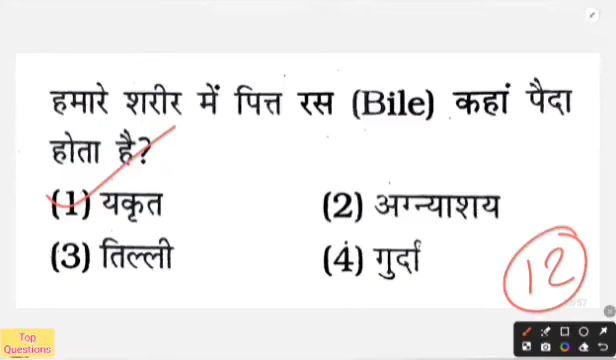 हमारे शरीर में पित्त रस (Bile) कहां पैदा
होता है?
(1) यकृत (2) अग्न्याशय
(3) तिल्ली (4) गुर्दा
12
Top
Questions